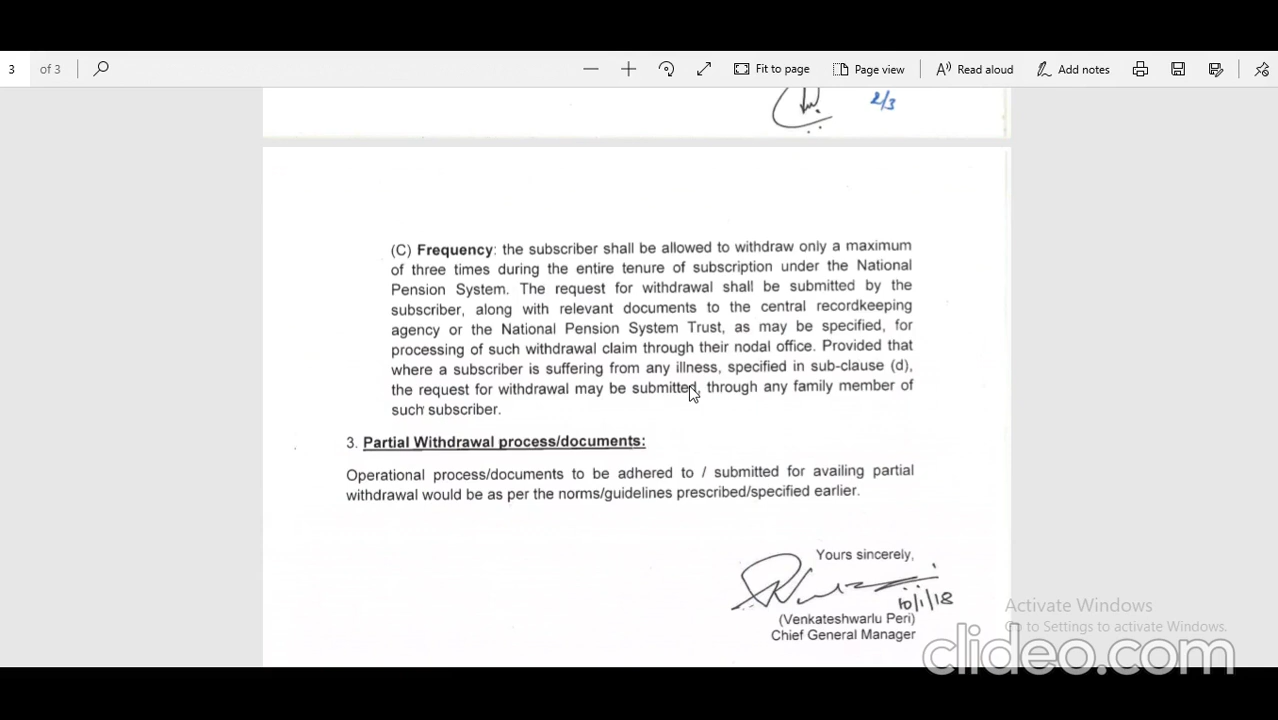 3 of 3 Fit to page Page view Read aloud Add notes
2/3
(C) Frequency: the subscriber shall be allowed to withdraw only a maximum
of three times during the entire tenure of subscription under the National
Pension System. The request for withdrawal shall be submitted by the
subscriber, along with relevant documents to the central recordkeeping
agency or the National Pension System Trust, as may be specified, for
processing of such withdrawal claim through their nodal office. Provided that
where a subscriber is suffering from any illness, specified in sub-clause (d),
the request for withdrawal may be submitted, through any family member of
such subscriber.
3. Partial Withdrawal process/documents:
Operational process/documents to be adhered to / submitted for availing partial
withdrawal would be as per the norms/guidelines prescribed/specified earlier.
Yours sincerely,
10/1/18
(Venkateshwarlu Peri)
Chief General Manager
Activate Windows
Go to Settings to activate Windows.
clideo.com